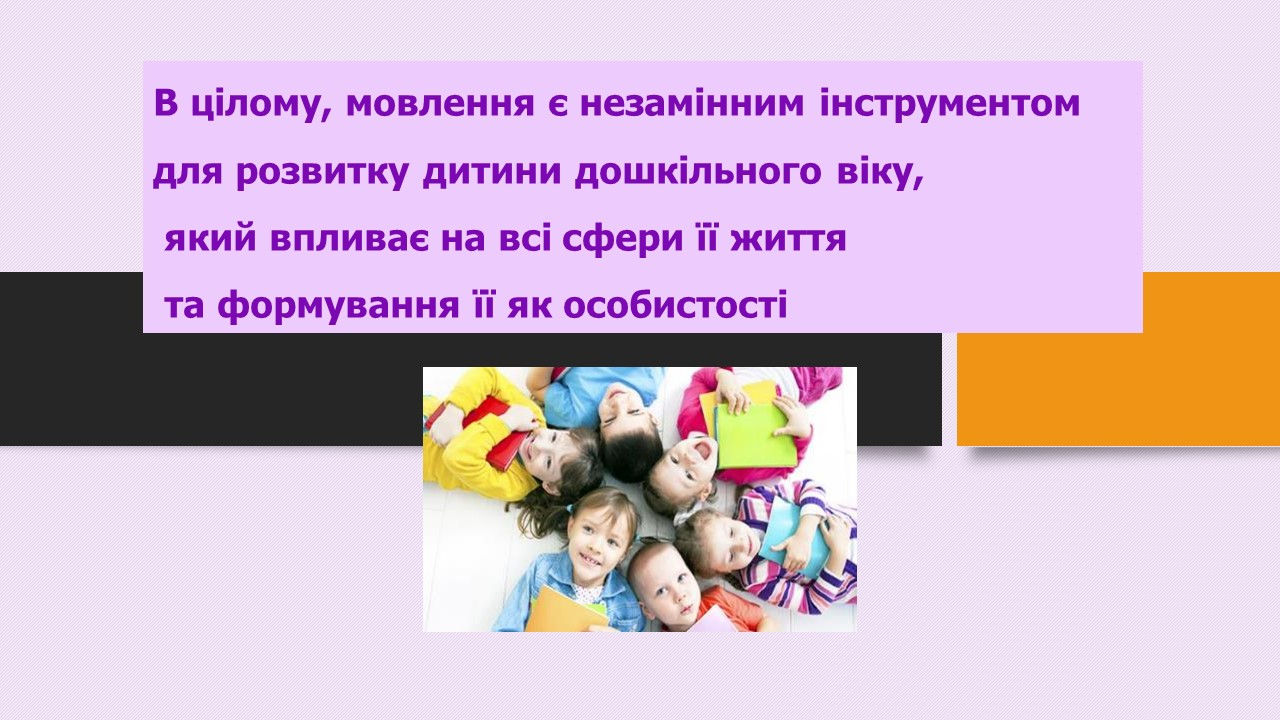 В цілому, мовлення є незамінним інструментом
для розвитку дитини дошкільного віку,
який впливає на всі сфери її життя
та формування її як особистості